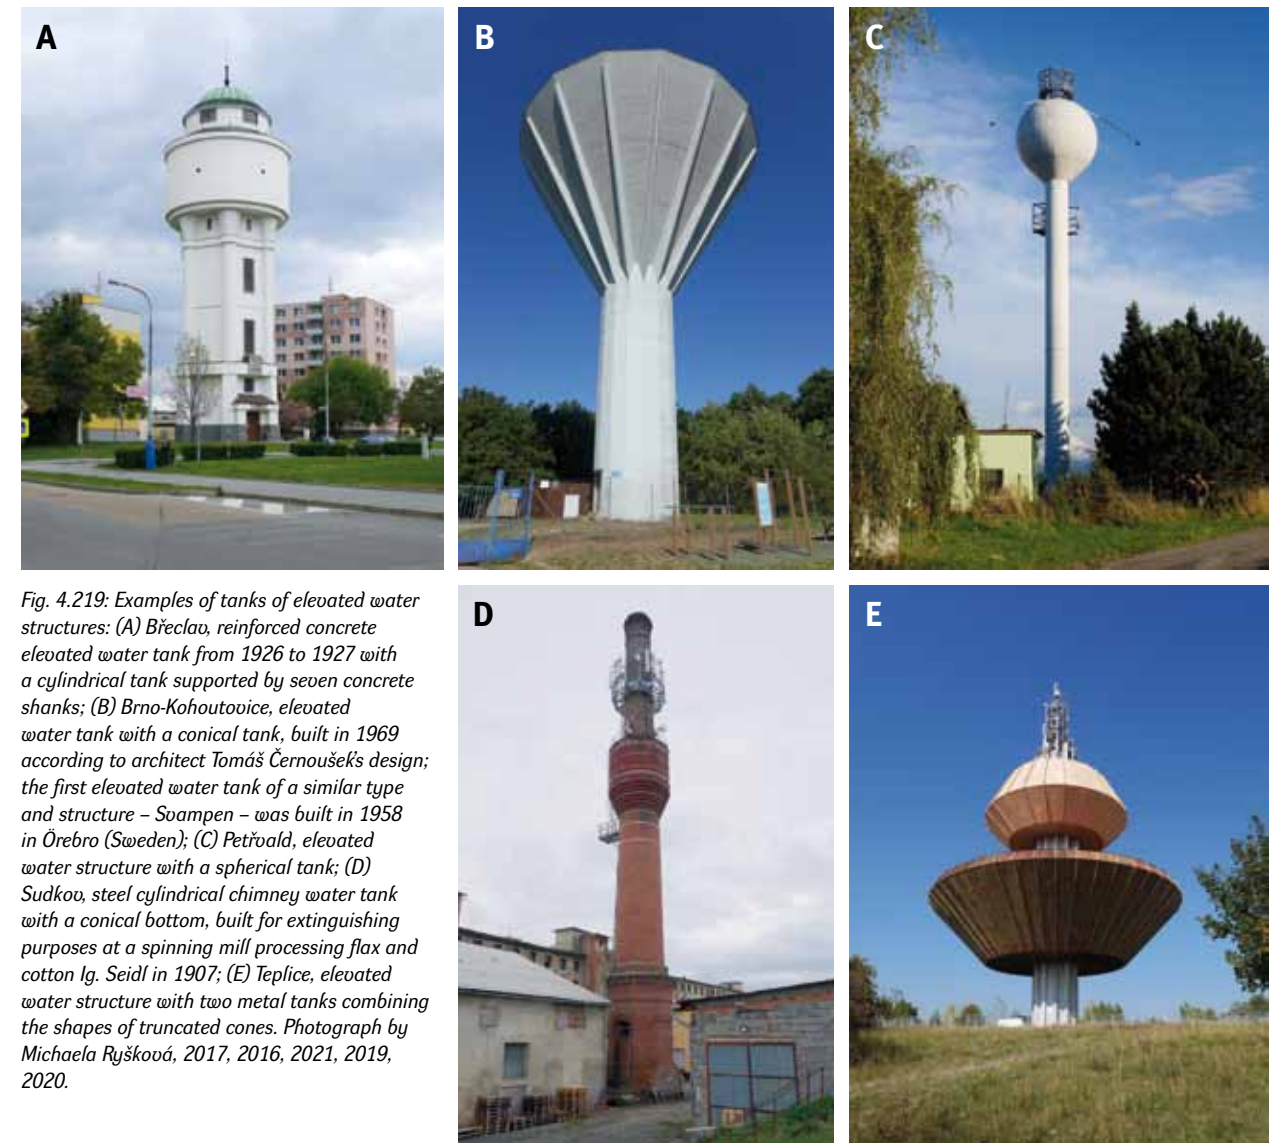 A
B
C
Fig. 4.219: Examples of tanks of elevated water
structures: (A) Břeclav, reinforced concrete
elevated water tank from 1926 to 1927 with
a cylindrical tank supported by seven concrete
shanks; (B) Brno-Kohoutovice, elevated
water tank with a conical tank, built in 1969
according to architect Tomáš Černoušek's design;
the first elevated water tank of a similar type
and structure – Svampen – was built in 1958
in Örebro (Sweden); (C) Petřvald, elevated
water structure with a spherical tank; (D)
Sudkov, steel cylindrical chimney water tank
with a conical bottom, built for extinguishing
purposes at a spinning mill processing flax and
cotton Ig. Seidl in 1907; (E) Teplice, elevated
water structure with two metal tanks combining
the shapes of truncated cones. Photograph by
Michaela Ryšková, 2017, 2016, 2021, 2019,
2020.
D
E